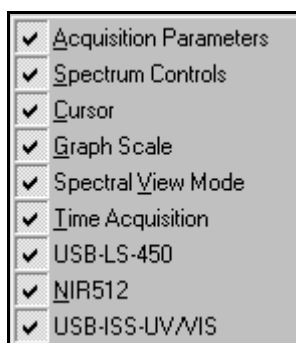 Acquisition Parameters
Spectrum Controls
Cursor
Graph Scale
Spectral View Mode
Time Acquisition
USB-LS-450
NIR512
USB-ISS-UV/VIS